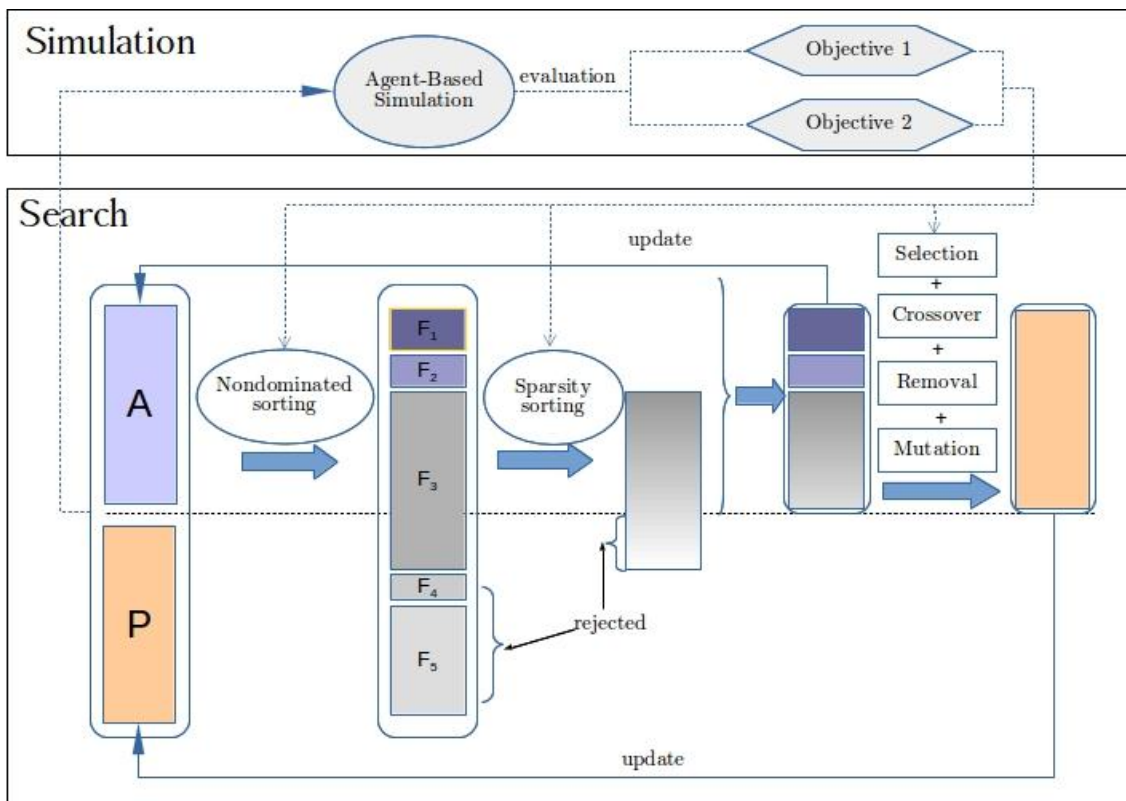 Simulation
Agent-Based
Simulation
evaluation
Objective 1
Objective 2
Search
update
Selection
+
Crossover
+
Removal
+
Mutation
A
P
Nondominated
sorting
F₁
F₂
F₃
F₄
F₅
Sparsity
sorting
rejected
update